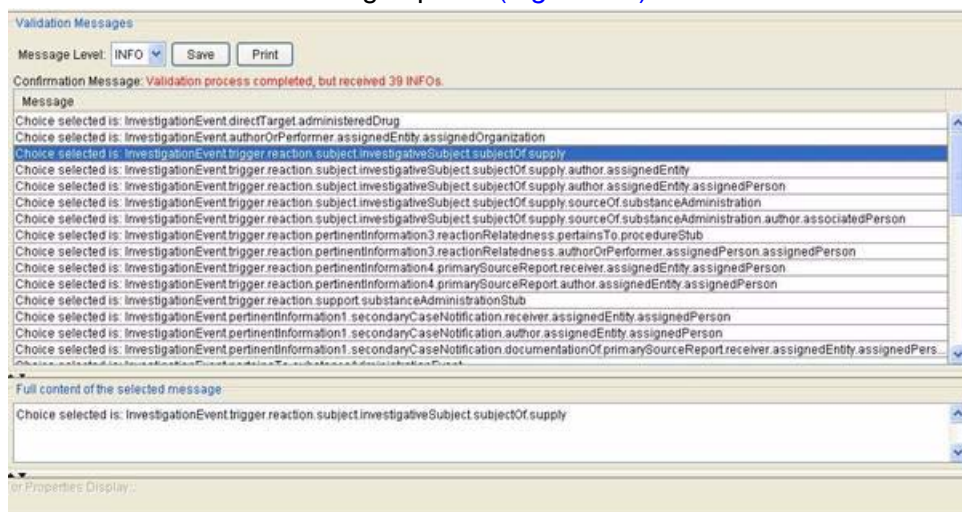 Validation Messages
Message Level: INFO Save Print
Confirmation Message: Validation process completed, but received 39 INFOs.
Message
Choice selected is: InvestigationEvent.directTarget.administeredDrug
Choice selected is: InvestigationEvent.authorOrPerformer.assignedEntity.assignedOrganization
Choice selected is: InvestigationEvent.trigger.reaction.subject.investigativeSubject.subjectOf.supply
Choice selected is: InvestigationEvent.trigger.reaction.subject.investigativeSubject.subjectOf.supply.author.assignedEntity
Choice selected is: InvestigationEvent.trigger.reaction.subject.investigativeSubject.subjectOf.supply.author.assignedEntity.assignedPerson
Choice selected is: InvestigationEvent.trigger.reaction.subject.investigativeSubject.subjectOf.supply.sourceOf.substanceAdministration
Choice selected is: InvestigationEvent.trigger.reaction.subject.investigativeSubject.subjectOf.supply.sourceOf.substanceAdministration.author.associatedPerson
Choice selected is: InvestigationEvent.trigger.reaction.pertinentInformation3.reactionRelatedness.pertainsTo.procedureStub
Choice selected is: InvestigationEvent.trigger.reaction.pertinentInformation3.reactionRelatedness.authorOrPerformer.assignedPerson.assignedPerson
Choice selected is: InvestigationEvent.trigger.reaction.pertinentInformation4.primarySourceReport.receiver.assignedEntity.assignedPerson
Choice selected is: InvestigationEvent.trigger.reaction.pertinentInformation4.primarySourceReport.author.assignedEntity.assignedPerson
Choice selected is: InvestigationEvent.trigger.reaction.support.substanceAdministrationStub
Choice selected is: InvestigationEvent.pertinentInformation1.secondaryCaseNotification.receiver.assignedEntity.assignedPerson
Choice selected is: InvestigationEvent.pertinentInformation1.secondaryCaseNotification.author.assignedEntity.assignedPerson
Choice selected is: InvestigationEvent.pertinentInformation1.secondaryCaseNotification.documentationOf.primarySourceReport.receiver.assignedEntity.assignedPers...
Full content of the selected message
Choice selected is: InvestigationEvent.trigger.reaction.subject.investigativeSubject.subjectOf.supply
or Properties Display: